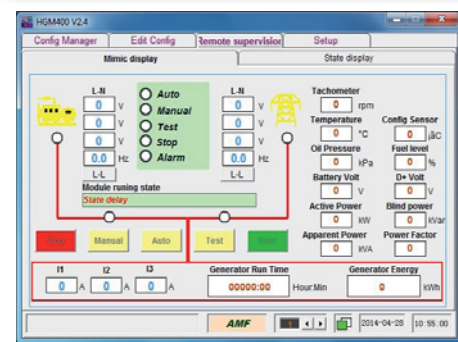 HGM400 V2.4
Config Manager Edit Config Remote supervision Setup
Mimic display State display
L-N
0 V
0 V
0 V
0.0 Hz
L-L
Auto
Manual
Test
Stop
Alarm
L-N
0 V
0 V
0 V
0.0 Hz
L-L
Module runing state
State delay
Tachometer
0 rpm
Temperature Config Sensor
0 °C 0 ¡ãC
Oil Pressure Fuel level
0 kPa 0 %
Battery Volt D+ Volt
0 V 0 V
Active Power Blind power
0 kW 0 kVar
Apparent Power Power Factor
0 kVA 0
Manual Auto Test
I1 I2 I3 Generator Run Time Generator Energy
0 A 0 A 0 A 00000:00 Hour:Min 0 kWh
AMF 1 2014-04-28 10:55:00